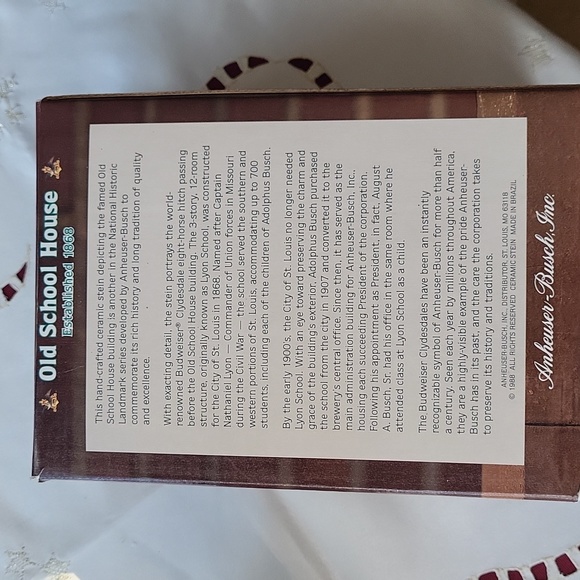 Old School House
Established 1868
This hand-crafted ceramic stein depicting the famed Old
School House building is another in the National Historic
Landmark series developed by Anheuser-Busch to
commemorate its rich history and long tradition of quality
and excellence.
With exacting detail, the stein portrays the world-
renowned Budweiser® Clydesdale eight-horse hitch passing
before the Old School House building. The 3-story, 12-room
structure, originally known as Lyon School, was constructed
for the City of St. Louis in 1868. Named after Captain
Nathaniel Lyon — Commander of Union forces in Missouri
during the Civil War — the school served the southern and
western portions of St. Louis, accommodating up to 700
students, including each of the children of Adolphus Busch.
By the early 1900's, the City of St. Louis no longer needed
Lyon School. With an eye toward preserving the charm and
grace of the building's exterior, Adolphus Busch purchased
the school from the city in 1907 and converted it to the
brewery's central office. Since then, it has served as the
main administrative building for Anheuser-Busch, Inc.,
housing each succeeding President of the corporation.
Following his appointment as President, in fact, August
A. Busch, Sr. had his office in the same room where he
attended class at Lyon School as a child.
The Budweiser Clydesdales have been an instantly
recognizable symbol of Anheuser-Busch for more than half
a century. Seen each year by millions throughout America,
they are a tangible example of the pride Anheuser-
Busch has in its past, and the care the corporation takes
to preserve its history and traditions.
ANHEUSER-BUSCH, INC. DISTRIBUTOR ST. LOUIS, MO 63118
© 1988 ALL RIGHTS RESERVED CERAMIC STEIN MADE IN BRAZIL
Anheuser-Busch, Inc.